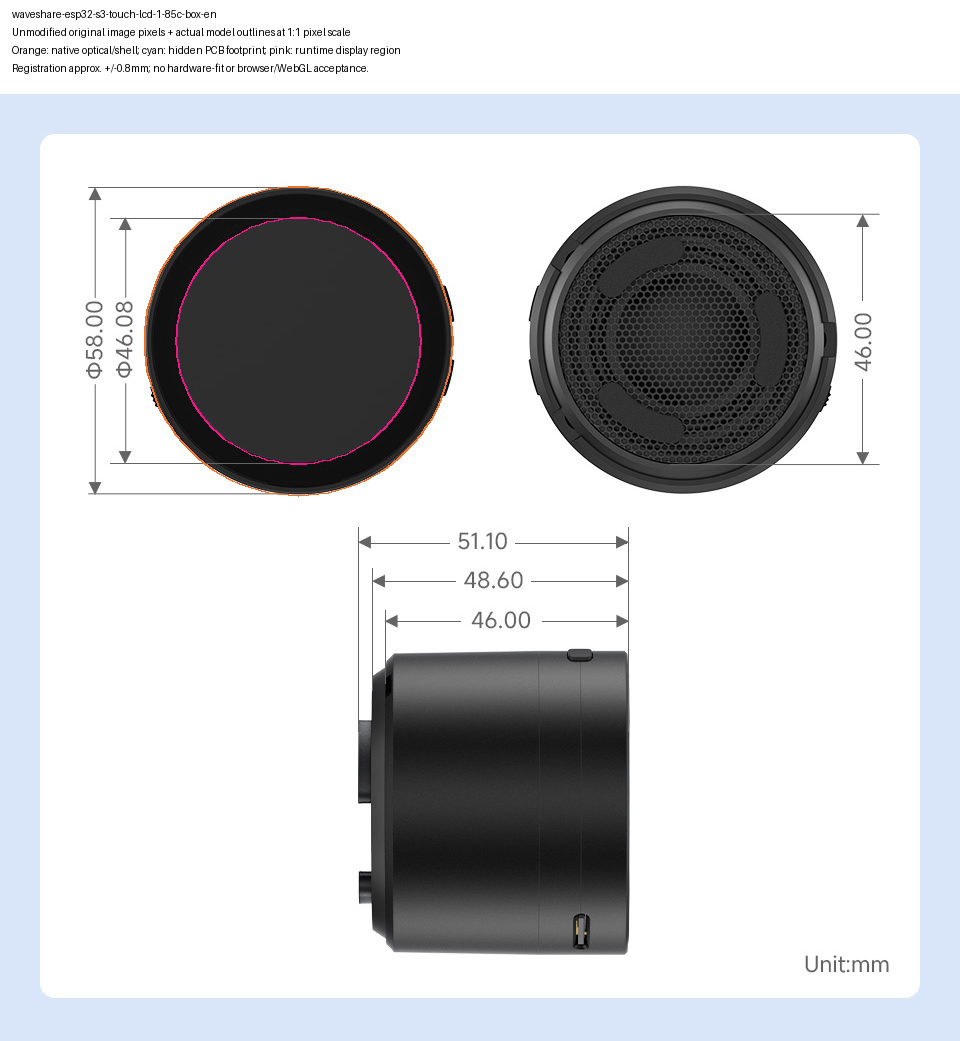 waveshare-esp32-s3-touch-lcd-1-85c-box-en
Unmodified original image pixels + actual model outlines at 1:1 pixel scale
Orange: native optical/shell; cyan: hidden PCB footprint; pink: runtime display region
Registration approx. +/-0.8mm; no hardware-fit or browser/WebGL acceptance.
Φ58.00
Φ46.08
46.00
51.10
48.60
46.00
Unit:mm